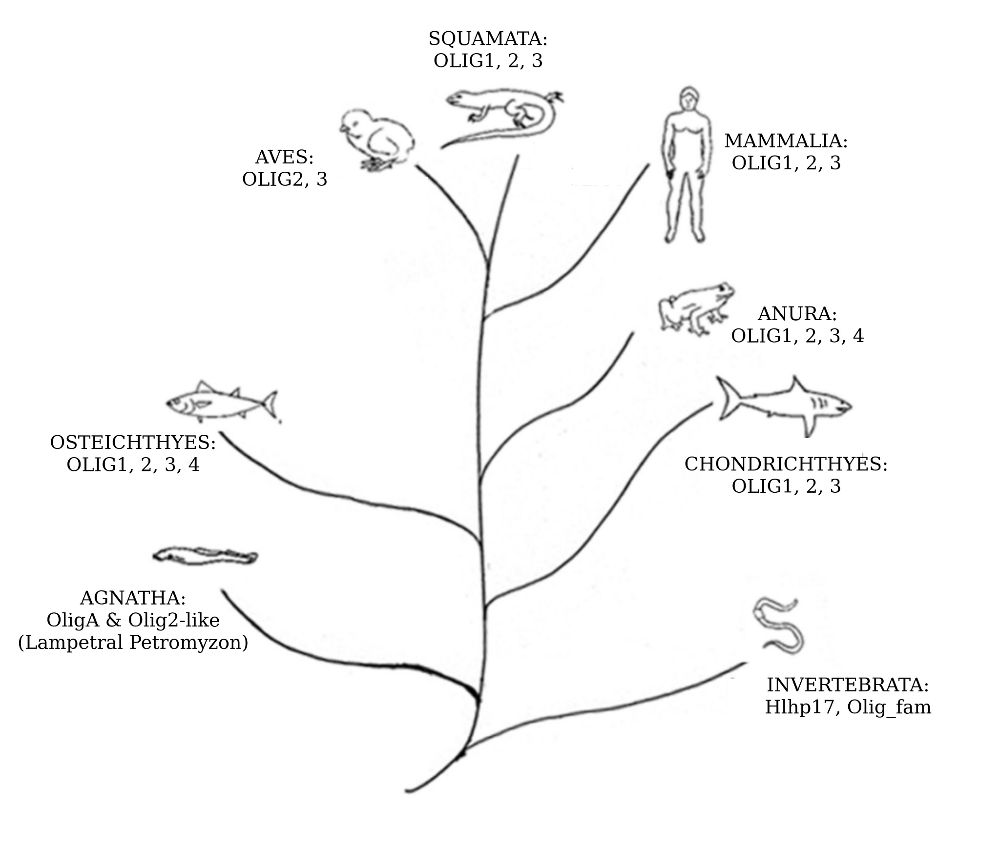 SQUAMATA:
OLIG1, 2, 3
AVES:
OLIG2, 3
MAMMALIA:
OLIG1, 2, 3
ANURA:
OLIG1, 2, 3, 4
OSTEICHTHYES:
OLIG1, 2, 3, 4
CHONDRICHTHYES:
OLIG1, 2, 3
AGNATHA:
OligA & Olig2-like
(Lampetral Petromyzon)
INVERTEBRATA:
Hlhp17, Olig_fam